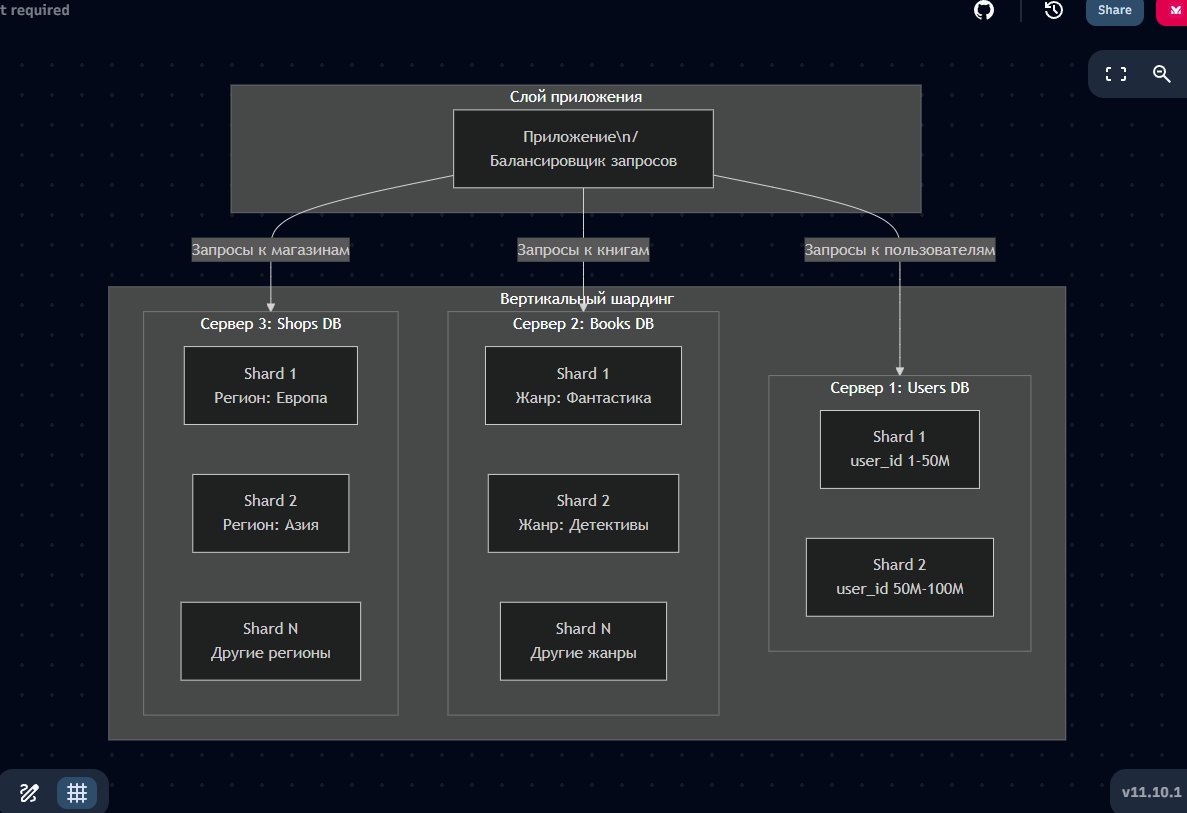 t required
Share
Слой приложения
Приложение\n/
Балансировщик запросов
Запросы к магазинам
Запросы к книгам
Запросы к пользователям
Вертикальный шардинг
Сервер 3: Shops DB
Shard 1
Регион: Европа
Shard 2
Регион: Азия
Shard N
Другие регионы
Сервер 2: Books DB
Shard 1
Жанр: Фантастика
Shard 2
Жанр: Детективы
Shard N
Другие жанры
Сервер 1: Users DB
Shard 1
user_id 1-50M
Shard 2
user_id 50M-100M
v11.10.1